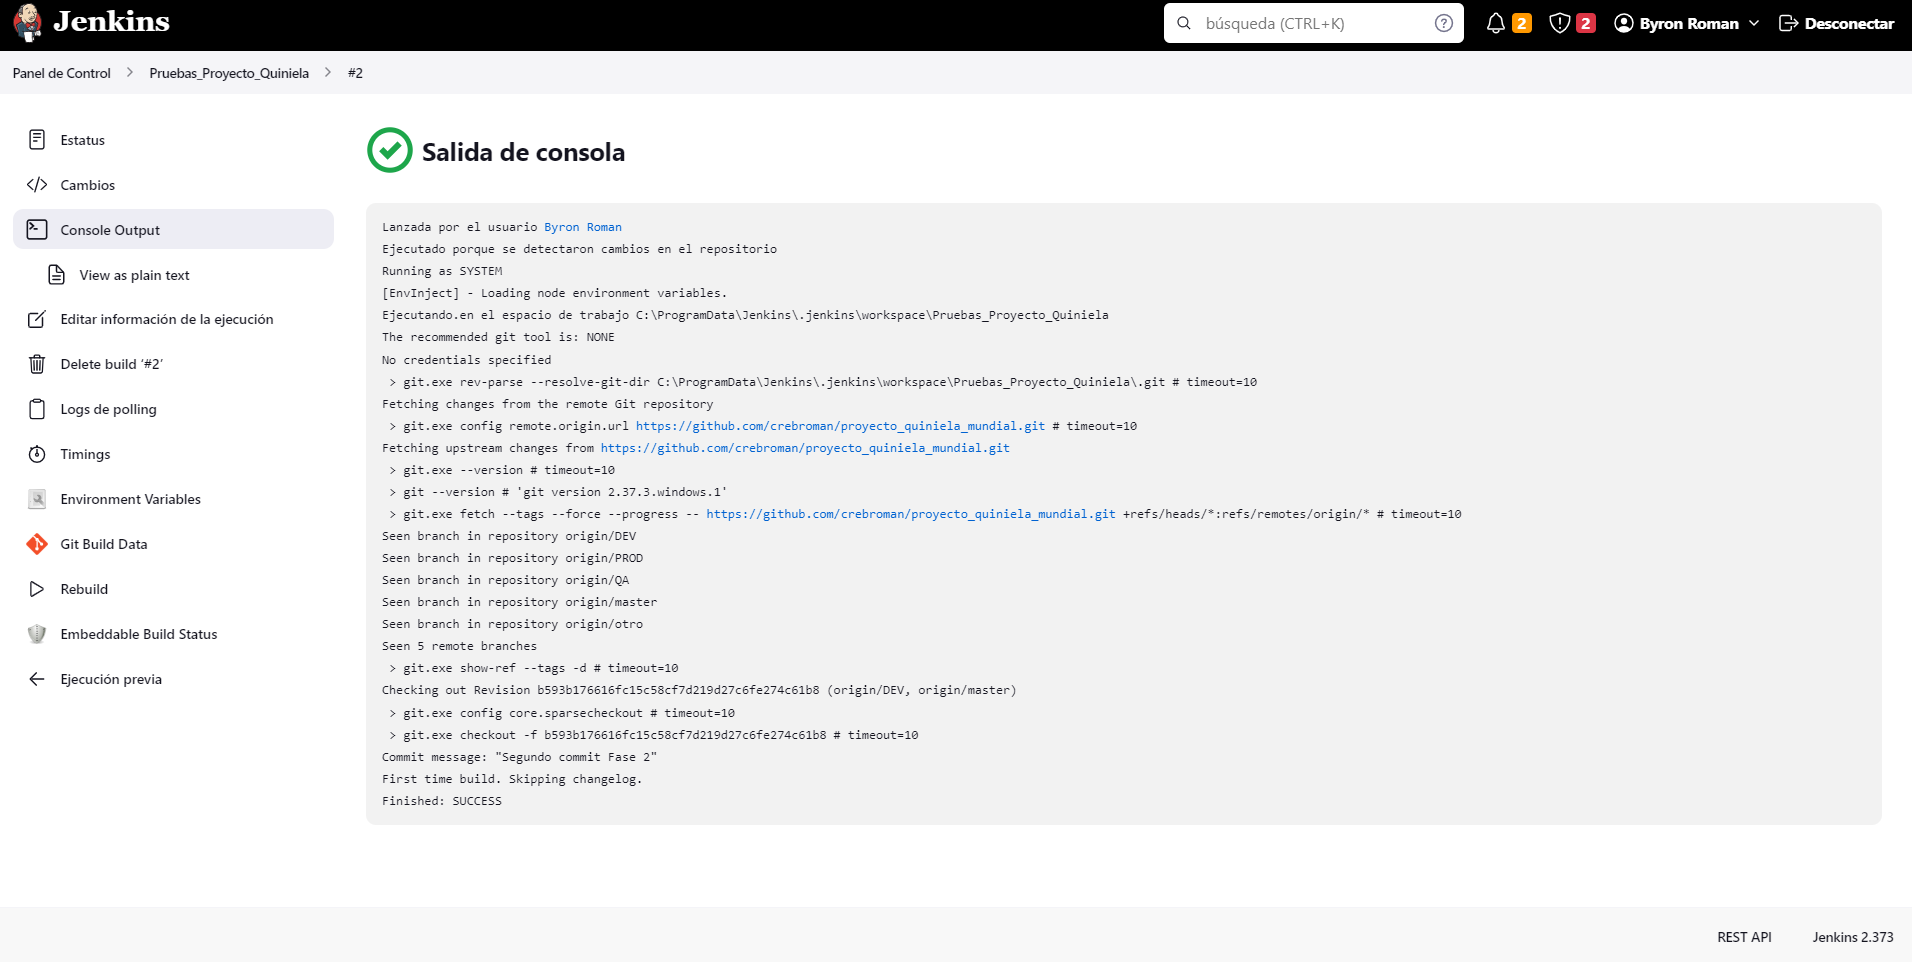 Jenkins
búsqueda (CTRL+K)
2
2
Byron Roman
Desconectar
Panel de Control > Pruebas_Proyecto_Quiniela > #2
Estatus
Cambios
Console Output
View as plain text
Editar información de la ejecución
Delete build ‘#2’
Logs de polling
Timings
Environment Variables
Git Build Data
Rebuild
Embeddable Build Status
Ejecución previa
Salida de consola
Lanzada por el usuario Byron Roman
Ejecutado porque se detectaron cambios en el repositorio
Running as SYSTEM
[EnvInject] - Loading node environment variables.
Ejecutando.en el espacio de trabajo C:\ProgramData\Jenkins\.jenkins\workspace\Pruebas_Proyecto_Quiniela
The recommended git tool is: NONE
No credentials specified
> git.exe rev-parse --resolve-git-dir C:\ProgramData\Jenkins\.jenkins\workspace\Pruebas_Proyecto_Quiniela\.git # timeout=10
Fetching changes from the remote Git repository
> git.exe config remote.origin.url https://github.com/crebroman/proyecto_quiniela_mundial.git # timeout=10
Fetching upstream changes from https://github.com/crebroman/proyecto_quiniela_mundial.git
> git.exe --version # timeout=10
> git --version # 'git version 2.37.3.windows.1'
> git.exe fetch --tags --force --progress -- https://github.com/crebroman/proyecto_quiniela_mundial.git +refs/heads/*:refs/remotes/origin/* # timeout=10
Seen branch in repository origin/DEV
Seen branch in repository origin/PROD
Seen branch in repository origin/QA
Seen branch in repository origin/master
Seen branch in repository origin/otro
Seen 5 remote branches
> git.exe show-ref --tags -d # timeout=10
Checking out Revision b593b176616fc15c58cf7d219d27c6fe274c61b8 (origin/DEV, origin/master)
> git.exe config core.sparsecheckout # timeout=10
> git.exe checkout -f b593b176616fc15c58cf7d219d27c6fe274c61b8 # timeout=10
Commit message: "Segundo commit Fase 2"
First time build. Skipping changelog.
Finished: SUCCESS
REST API
Jenkins 2.373